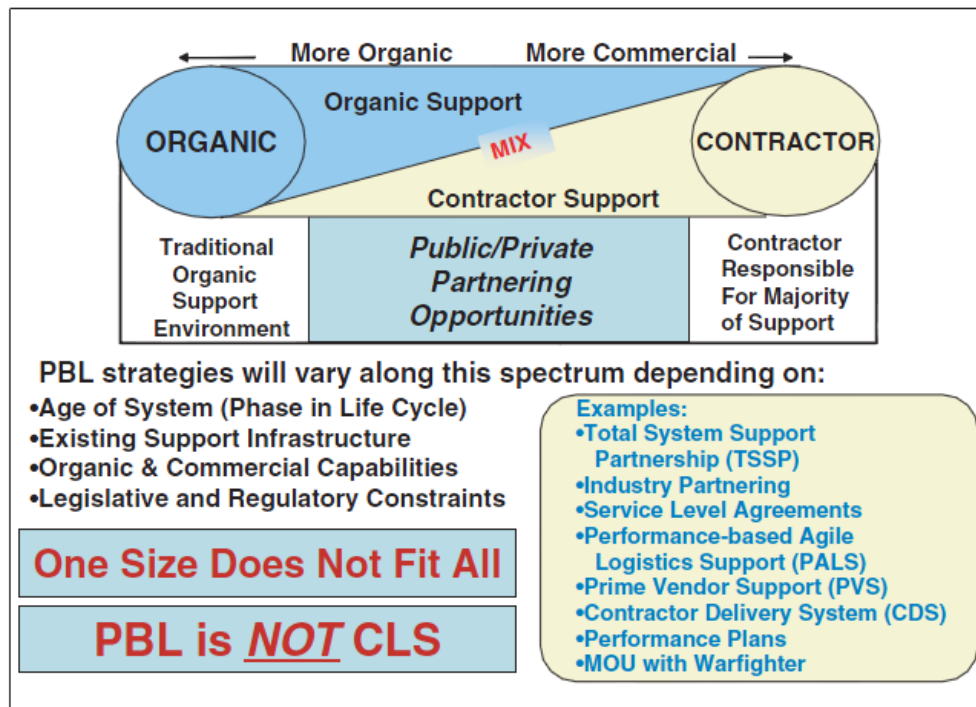 More Organic More Commercial
Organic Support
ORGANIC
MIX
CONTRACTOR
Contractor Support
Traditional
Organic
Support
Environment
Public/Private
Partnering
Opportunities
Contractor
Responsible
For Majority
of Support
PBL strategies will vary along this spectrum depending on:
•Age of System (Phase in Life Cycle)
•Existing Support Infrastructure
•Organic & Commercial Capabilities
•Legislative and Regulatory Constraints
One Size Does Not Fit All
PBL is NOT CLS
Examples:
•Total System Support
Partnership (TSSP)
•Industry Partnering
•Service Level Agreements
•Performance-based Agile
Logistics Support (PALS)
•Prime Vendor Support (PVS)
•Contractor Delivery System (CDS)
•Performance Plans
•MOU with Warfighter